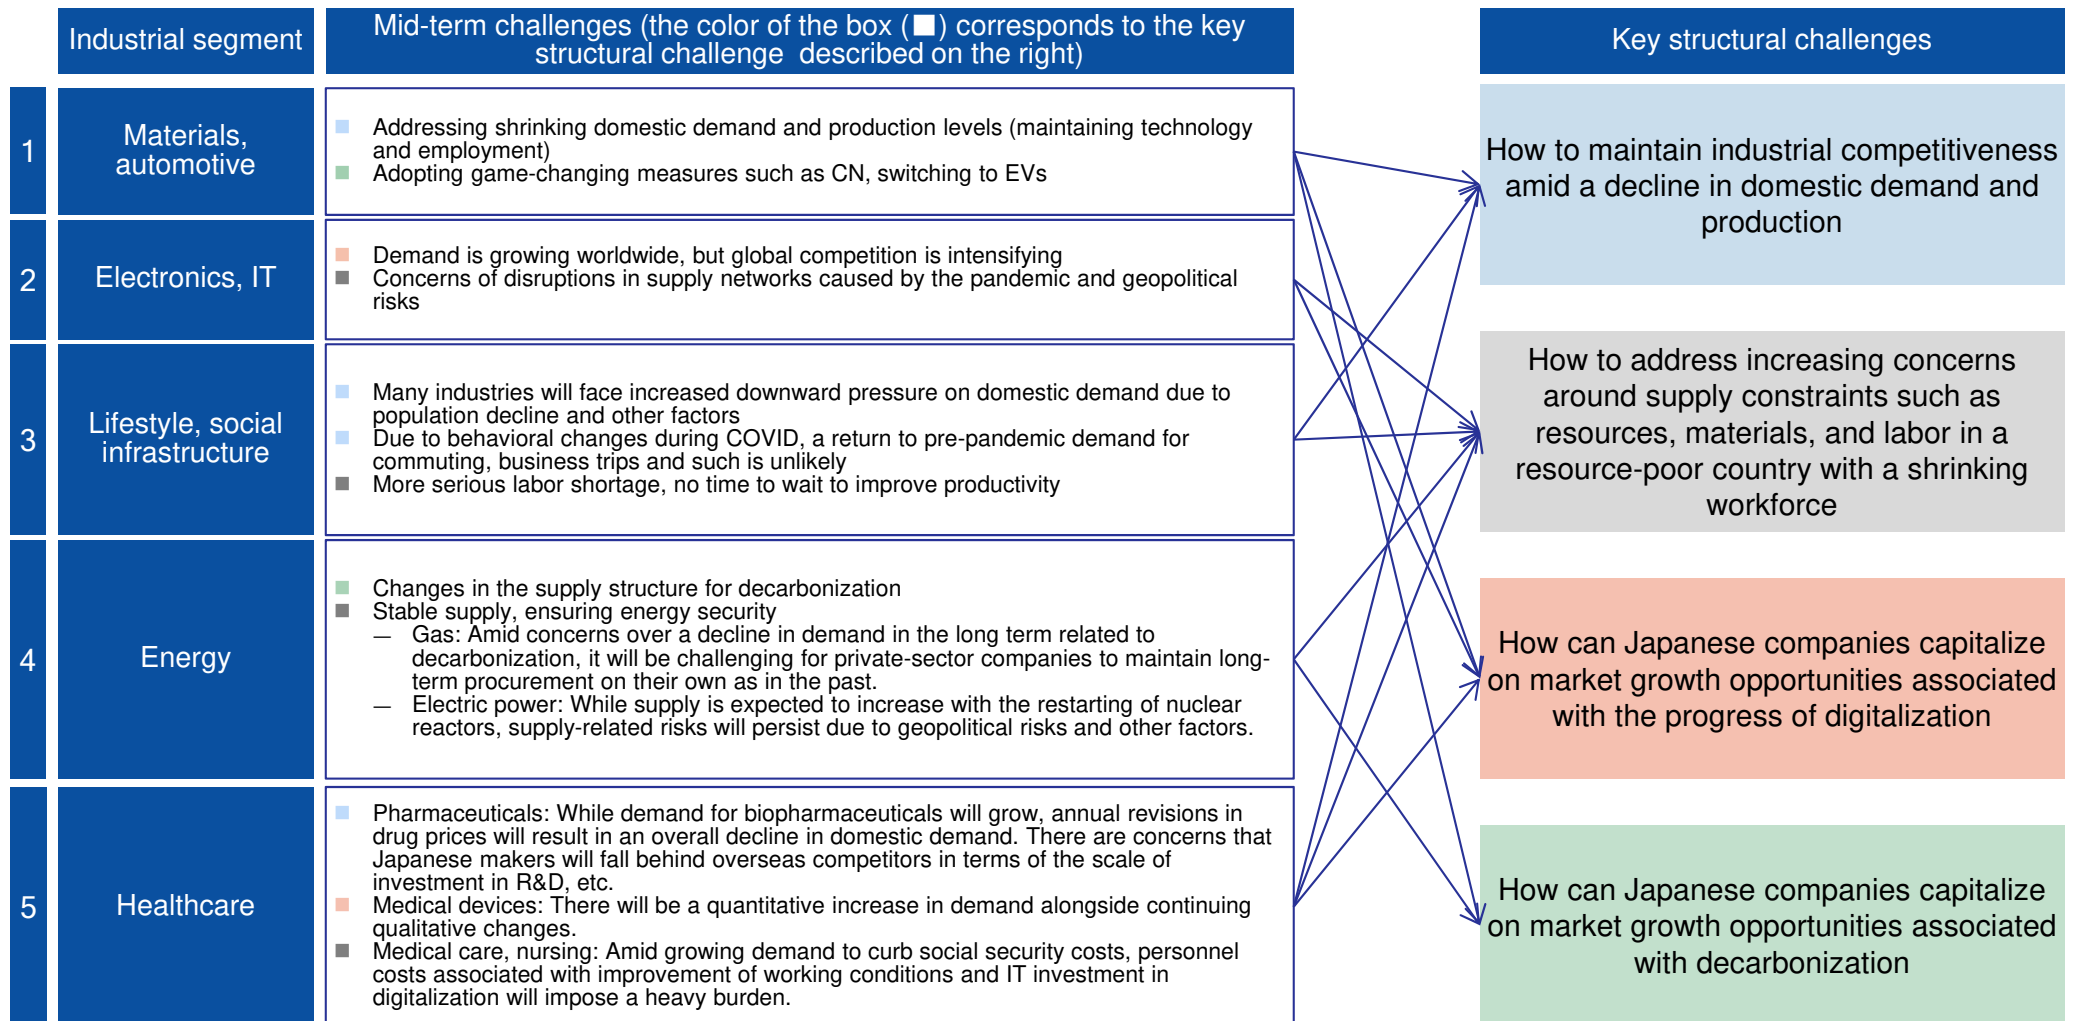 Industrial segment
Mid-term challenges (the color of the box (■) corresponds to the key
structural challenge described on the right)
Key structural challenges
1
Materials,
automotive
■ Addressing shrinking domestic demand and production levels (maintaining technology
and employment)
■ Adopting game-changing measures such as CN, switching to EVs
2
Electronics, IT
■ Demand is growing worldwide, but global competition is intensifying
■ Concerns of disruptions in supply networks caused by the pandemic and geopolitical
risks
3
Lifestyle, social
infrastructure
■ Many industries will face increased downward pressure on domestic demand due to
population decline and other factors
■ Due to behavioral changes during COVID, a return to pre-pandemic demand for
commuting, business trips and such is unlikely
■ More serious labor shortage, no time to wait to improve productivity
4
Energy
■ Changes in the supply structure for decarbonization
■ Stable supply, ensuring energy security
— Gas: Amid concerns over a decline in demand in the long term related to
decarbonization, it will be challenging for private-sector companies to maintain long-
term procurement on their own as in the past.
— Electric power: While supply is expected to increase with the restarting of nuclear
reactors, supply-related risks will persist due to geopolitical risks and other factors.
5
Healthcare
■ Pharmaceuticals: While demand for biopharmaceuticals will grow, annual revisions in
drug prices will result in an overall decline in domestic demand. There are concerns that
Japanese makers will fall behind overseas competitors in terms of the scale of
investment in R&D, etc.
■ Medical devices: There will be a quantitative increase in demand alongside continuing
qualitative changes.
■ Medical care, nursing: Amid growing demand to curb social security costs, personnel
costs associated with improvement of working conditions and IT investment in
digitalization will impose a heavy burden.
How to maintain industrial competitiveness
amid a decline in domestic demand and
production
How to address increasing concerns
around supply constraints such as
resources, materials, and labor in a
resource-poor country with a shrinking
workforce
How can Japanese companies capitalize
on market growth opportunities associated
with the progress of digitalization
How can Japanese companies capitalize
on market growth opportunities associated
with decarbonization